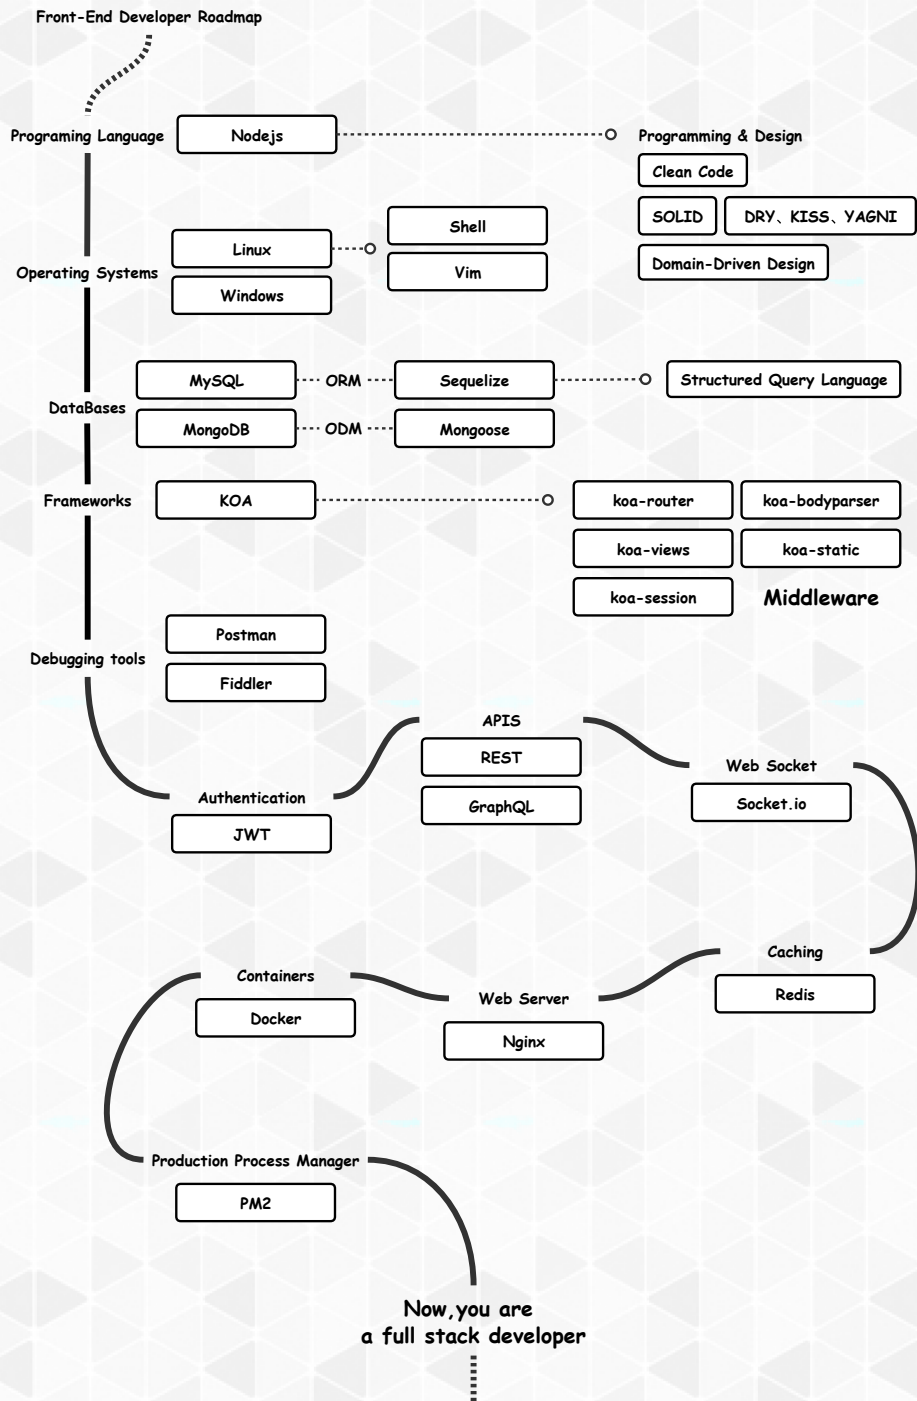 Front-End Developer Roadmap
Programing Language
Nodejs
Programming & Design
Clean Code
SOLID
DRY、KISS、YAGNI
Domain-Driven Design
Operating Systems
Linux
Windows
Shell
Vim
DataBases
MySQL
ORM
Sequelize
Structured Query Language
MongoDB
ODM
Mongoose
Frameworks
KOA
koa-router
koa-bodyparser
koa-views
koa-static
koa-session
Middleware
Debugging tools
Postman
Fiddler
Authentication
JWT
APIS
REST
GraphQL
Web Socket
Socket.io
Caching
Redis
Web Server
Nginx
Containers
Docker
Production Process Manager
PM2
Now,you are
a full stack developer